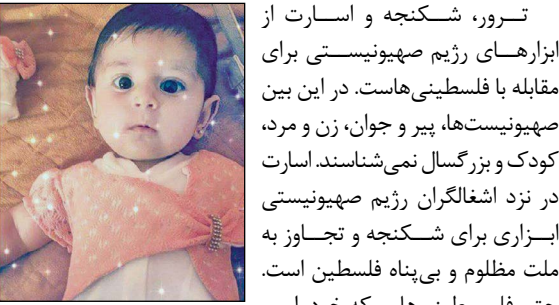 ترور، شکنجه و اسارت از
ابزارهای رژیم صهیونیستی برای
مقابله با فلسطینی‌هاست. در این بین
صهیونیست‌ها، پیر و جوان، زن و مرد،
کودک و بزرگسال نمی‌شناسند. اسارت
در نزد اشغالگران رژیم صهیونیستی
ابزاری برای شکنجه و تجاوز به
ملت مظلوم و بی‌پناه فلسطین است.